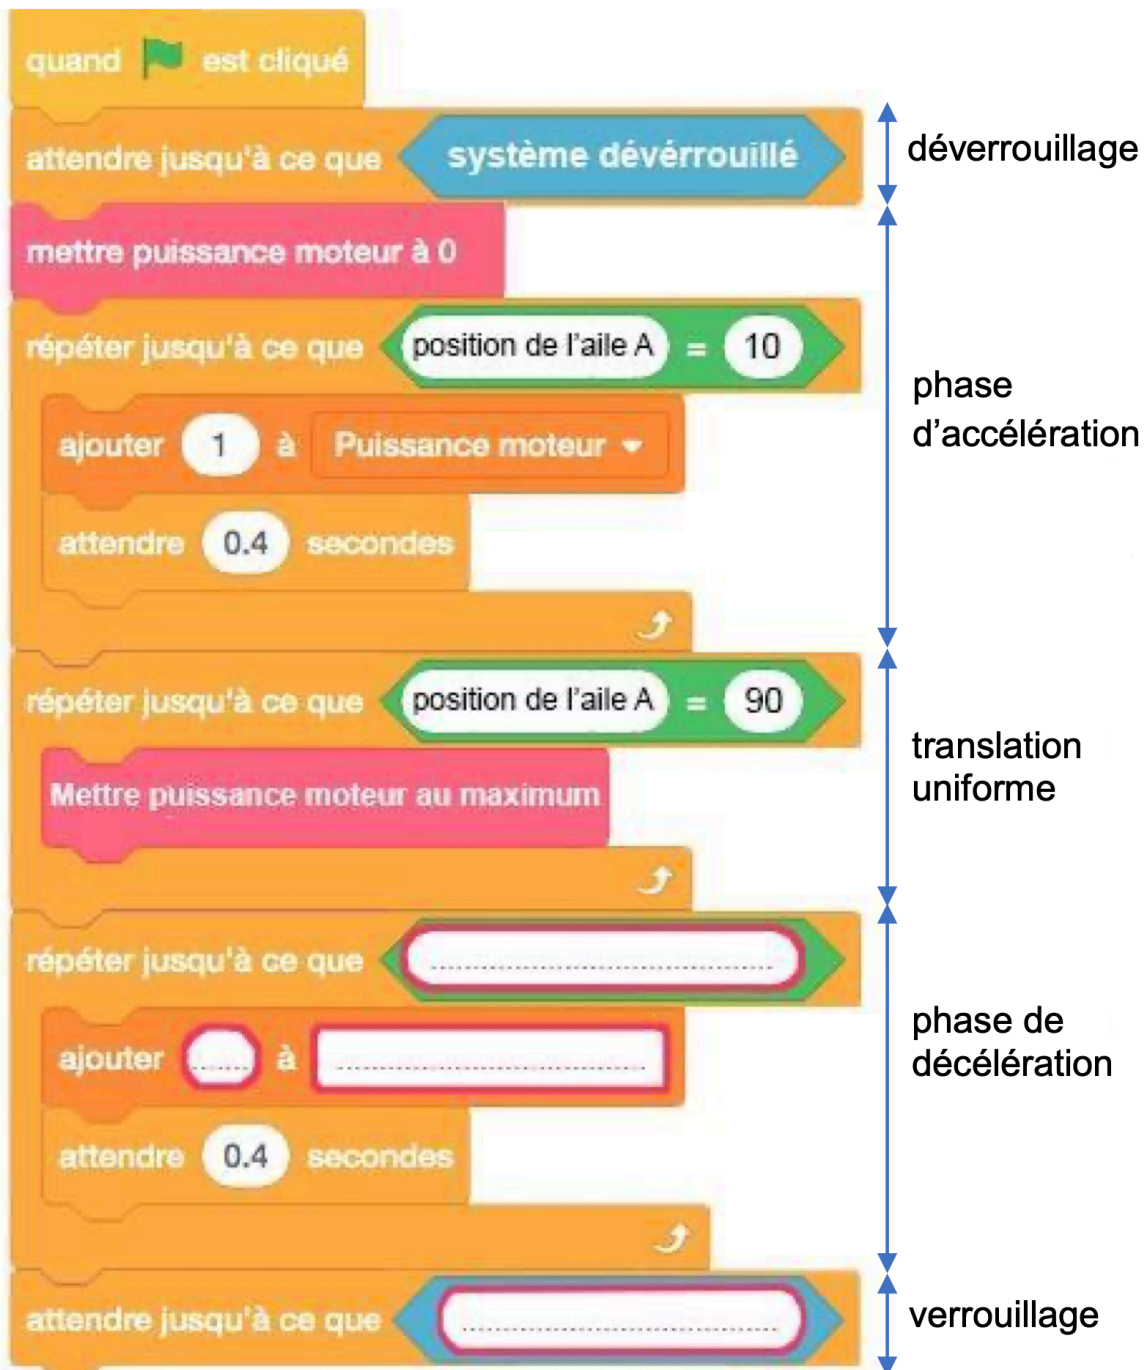 quand est cliqué
attendre jusqu'à ce que système dévérrouillé
déverrouillage
mettre puissance moteur à 0
répéter jusqu'à ce que position de l'aile A = 10
phase
d'accélération
ajouter 1 à Puissance moteur
attendre 0.4 secondes
répéter jusqu'à ce que position de l'aile A = 90
translation
uniforme
Mettre puissance moteur au maximum
répéter jusqu'à ce que ........................................
phase de
décélération
ajouter ....... à ........................................
attendre 0.4 secondes
attendre jusqu'à ce que ........................................
verrouillage